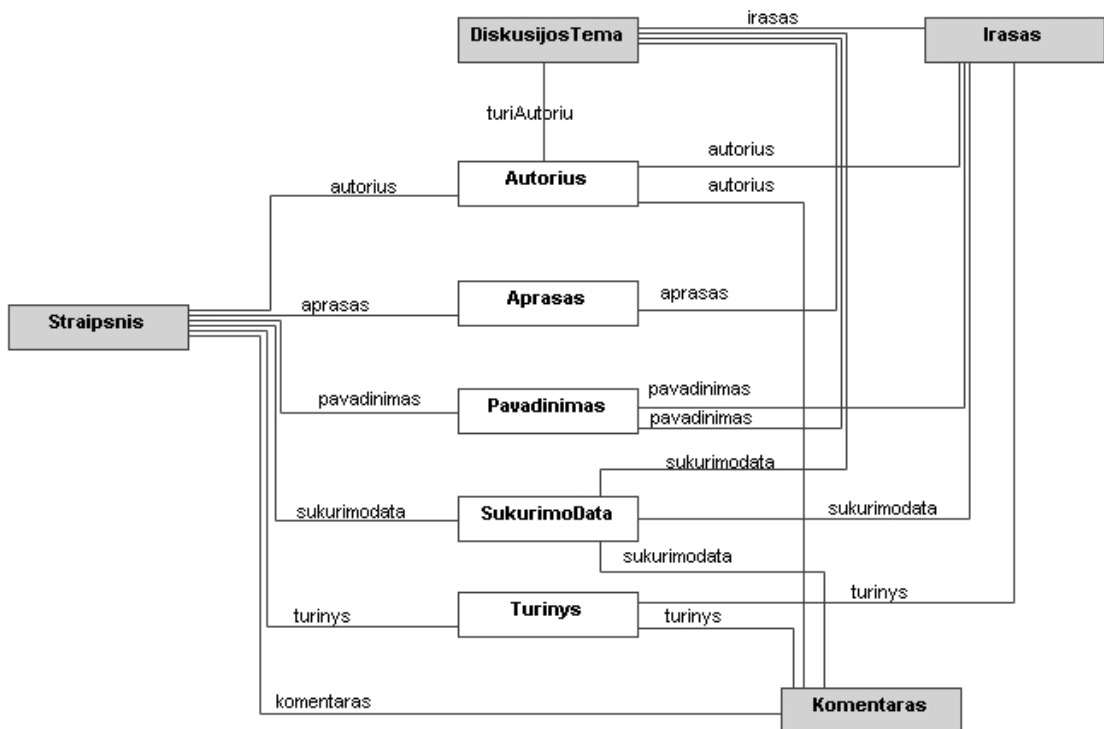 irasas
DiskusijosTema
Irasas
turiAutoriu
autorius
Autorius
autorius
autorius
aprasas
Aprasas
aprasas
Straipsnis
pavadinimas
Pavadinimas
pavadinimas
pavadinimas
sukurimodata
sukurimodata
SukurimoData
sukurimodata
sukurimodata
turinys
turinys
Turinys
turinys
komentaras
Komentaras